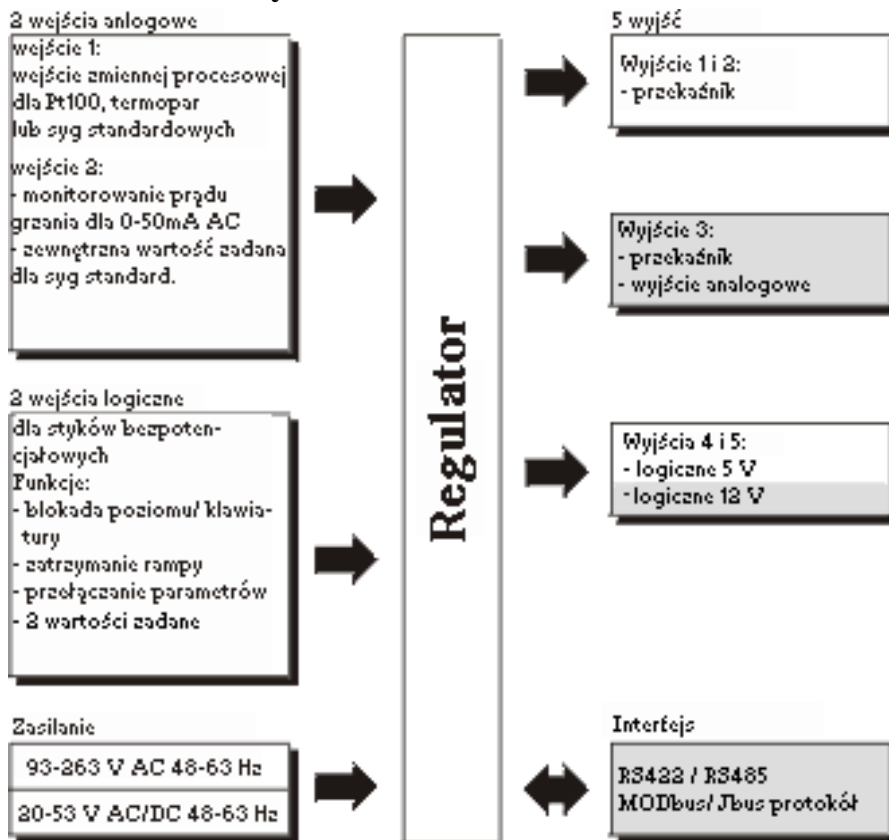 2 wejścia anlogowe
wejście 1:
wejście zmiennej procesowej
dla Pt100, termopar
lub syg standardowych
wejście 2:
- monitorowanie prądu
grzania dla 0-50mA AC
- zewnętrzna wartość zadana
dla syg standard.
2 wejścia logiczne
dla styków bezpoten-
cjałowych
Funkcje:
- blokada poziomu/ klawia-
tury
- zatrzymanie rampy
- przełączanie parametrów
- 2 wartości zadane
Zasilanie
93-263 V AC 48-63 Hz
20-53 V AC/DC 48-63 Hz
Regulator
5 wyjść
Wyjście 1 i 2:
- przekaźnik
Wyjście 3:
- przekaźnik
- wyjście analogowe
Wyjścia 4 i 5:
- logiczne 5 V
- logiczne 12 V
Interfejs
RS422 / RS485
MODbus/ Jbus protokół